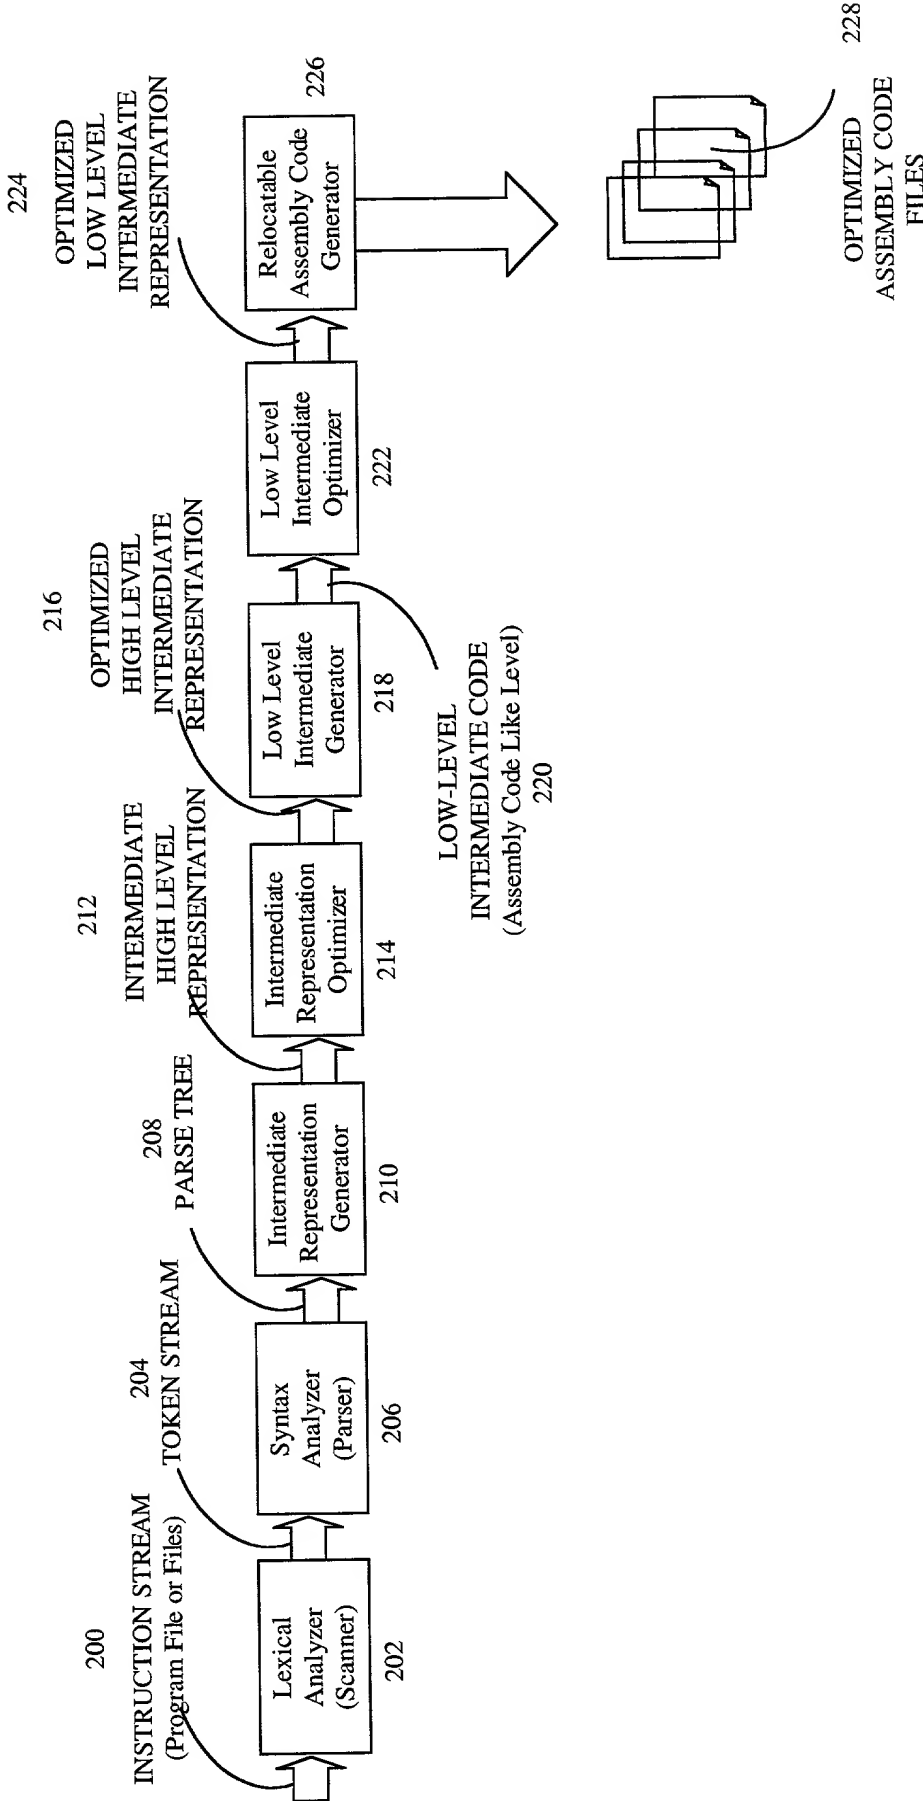 200
INSTRUCTION STREAM
(Program File or Files)
Lexical
Analyzer
(Scanner)
202
204
TOKEN STREAM
Syntax
Analyzer
(Parser)
206
208
PARSE TREE
Intermediate
Representation
Generator
210
212
INTERMEDIATE
HIGH LEVEL
REPRESENTATION
Intermediate
Representation
Optimizer
214
216
OPTIMIZED
HIGH LEVEL
INTERMEDIATE
REPRESENTATION
Low Level
Intermediate
Generator
218
LOW-LEVEL
INTERMEDIATE CODE
(Assembly Code Like Level)
220
Low Level
Intermediate
Optimizer
222
224
OPTIMIZED
LOW LEVEL
INTERMEDIATE
REPRESENTATION
Relocatable
Assembly Code
Generator
226
228
OPTIMIZED
ASSEMBLY CODE
FILES